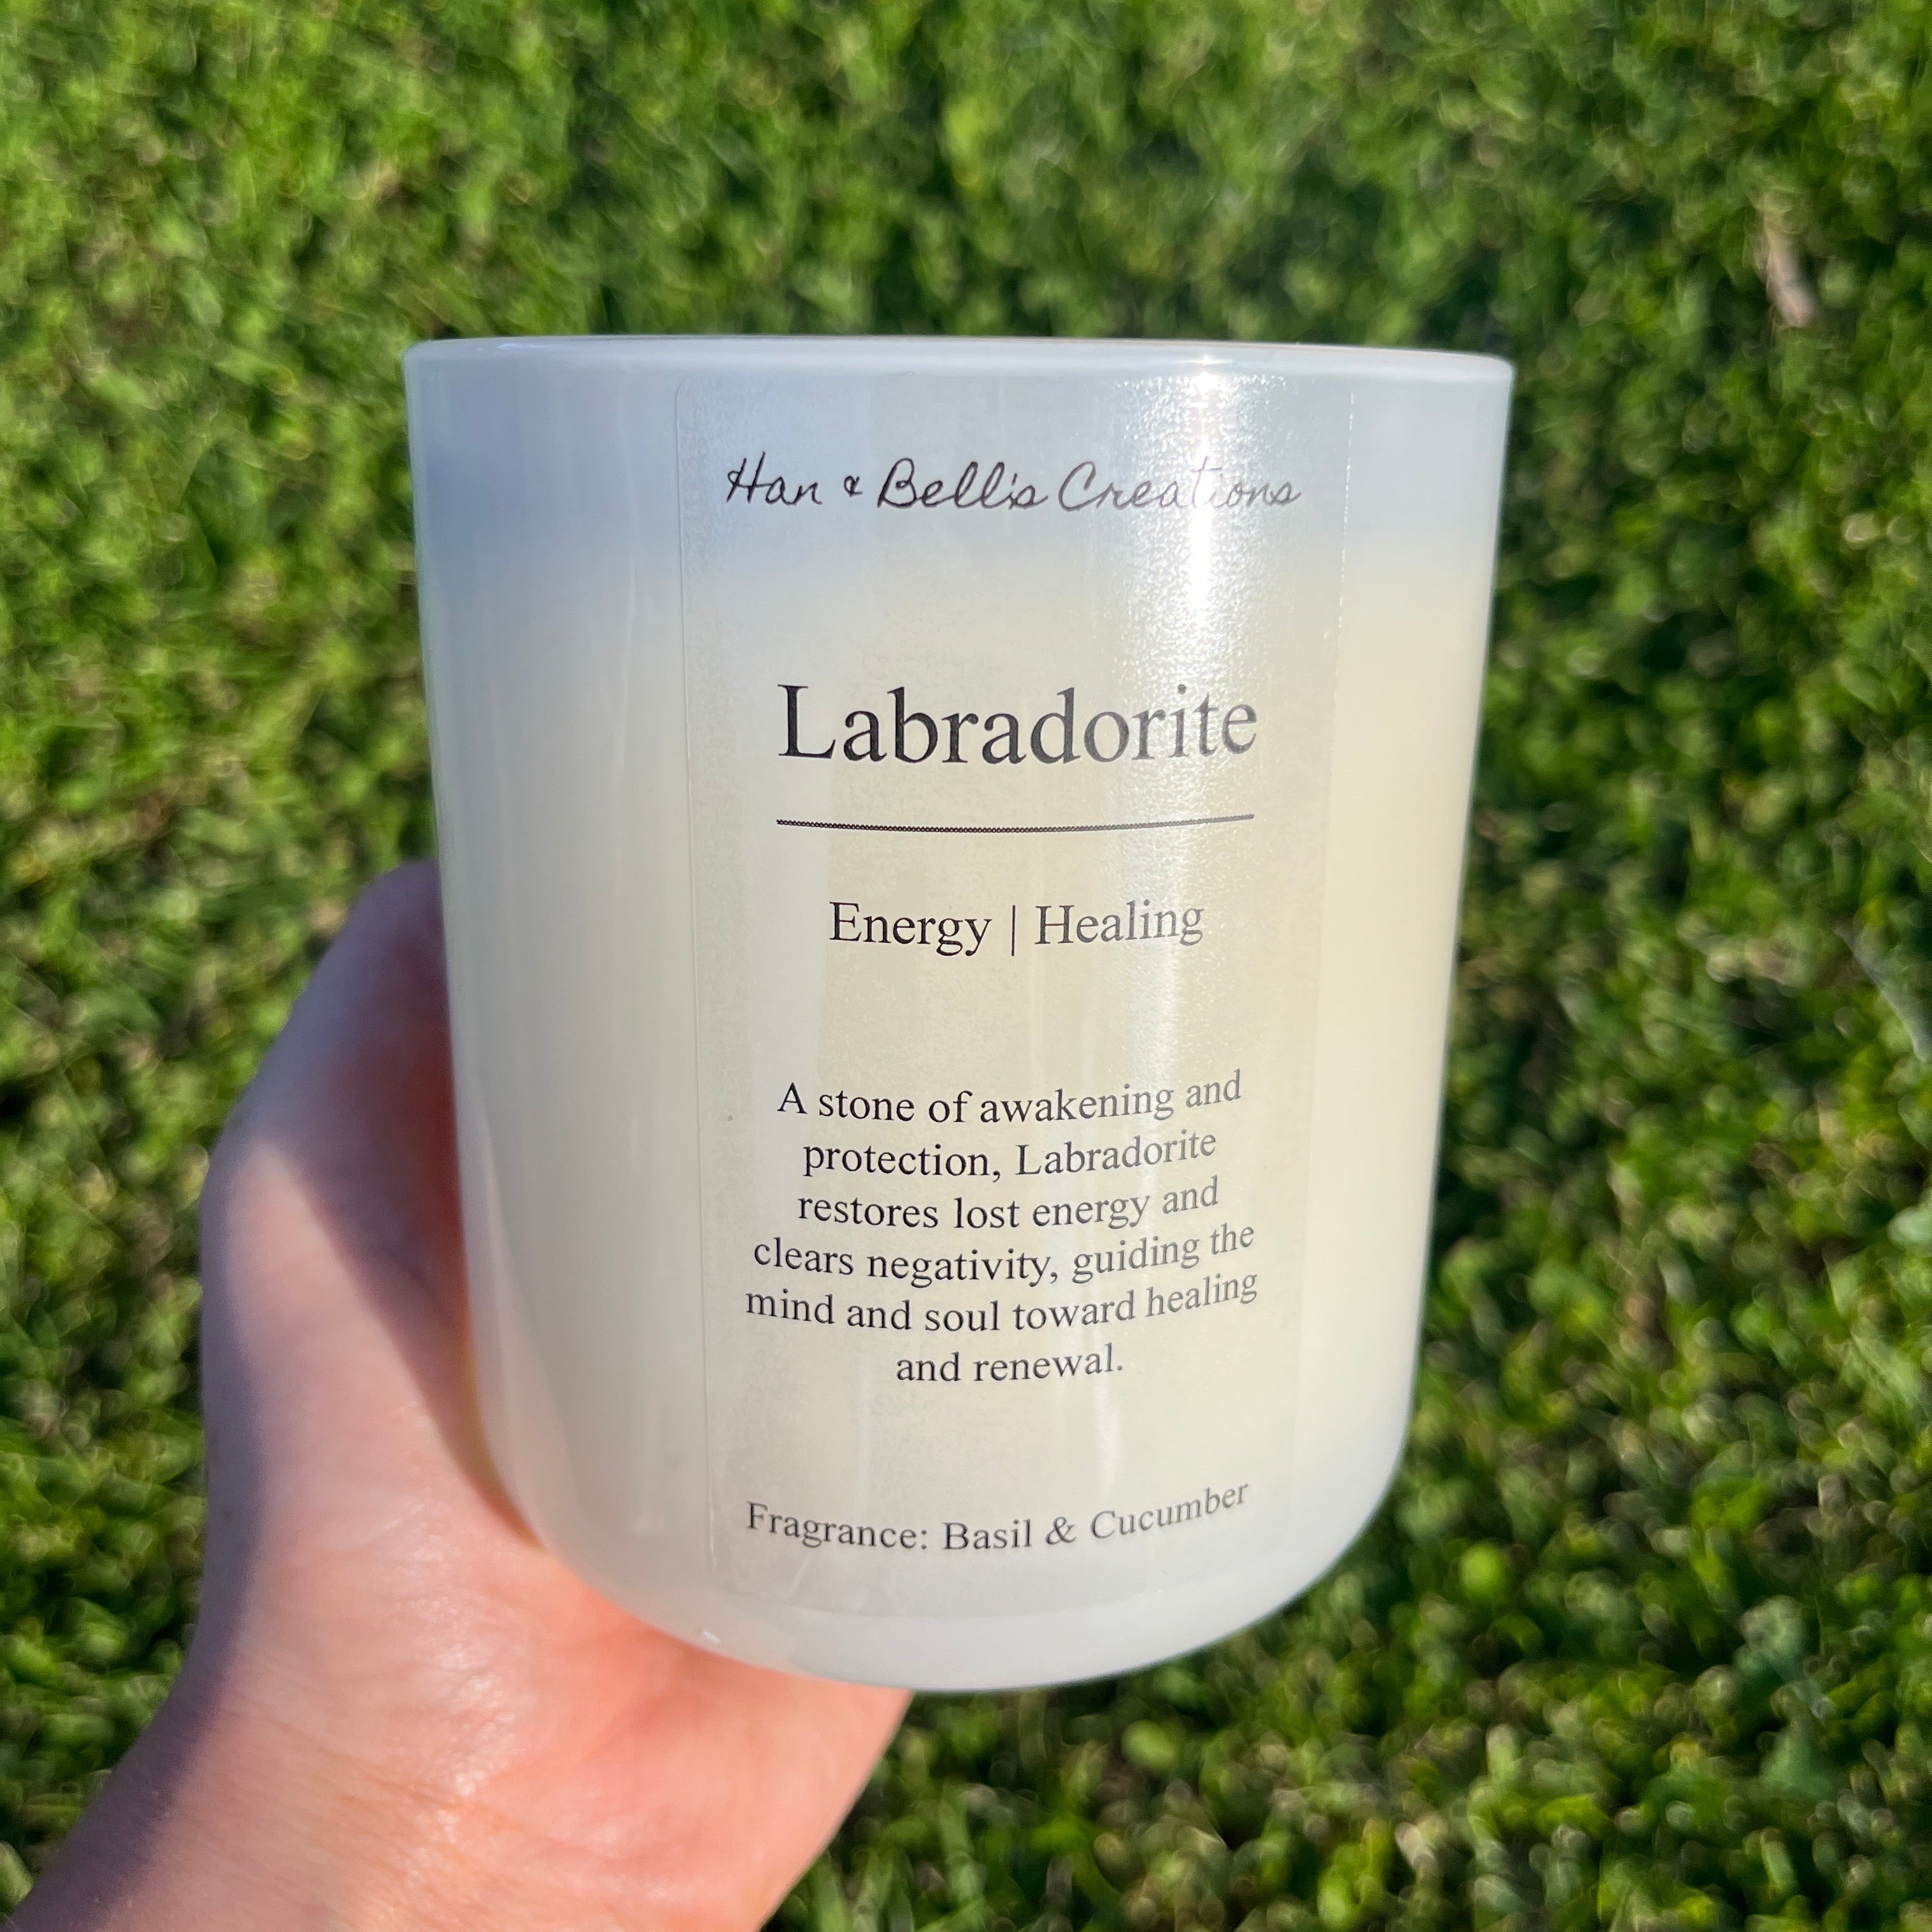 Han & Bell's Creations
Labradorite
Energy | Healing
A stone of awakening and
protection, Labradorite
restores lost energy and
clears negativity, guiding the
mind and soul toward healing
and renewal.
Fragrance: Basil & Cucumber